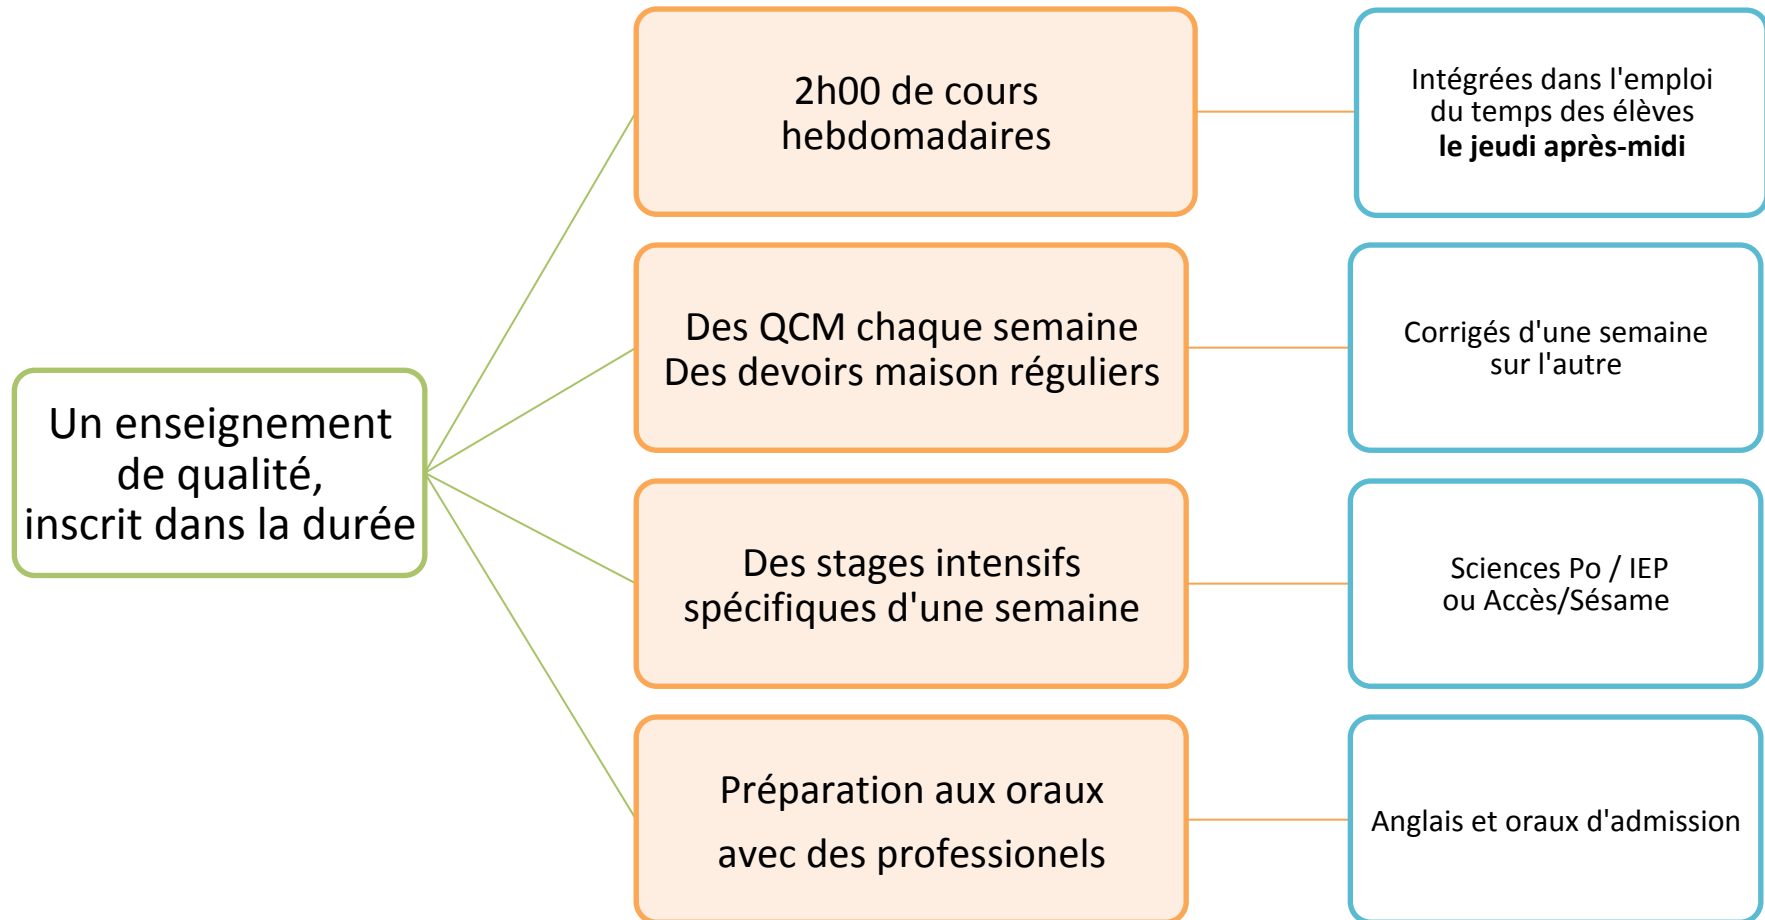 Un enseignement
de qualité,
inscrit dans la durée
2h00 de cours
hebdomadaires
Intégrées dans l'emploi
du temps des élèves
le jeudi après-midi
Des QCM chaque semaine
Des devoirs maison réguliers
Corrigés d'une semaine
sur l'autre
Des stages intensifs
spécifiques d'une semaine
Sciences Po / IEP
ou Accès/Sésame
Préparation aux oraux
avec des professionels
Anglais et oraux d'admission